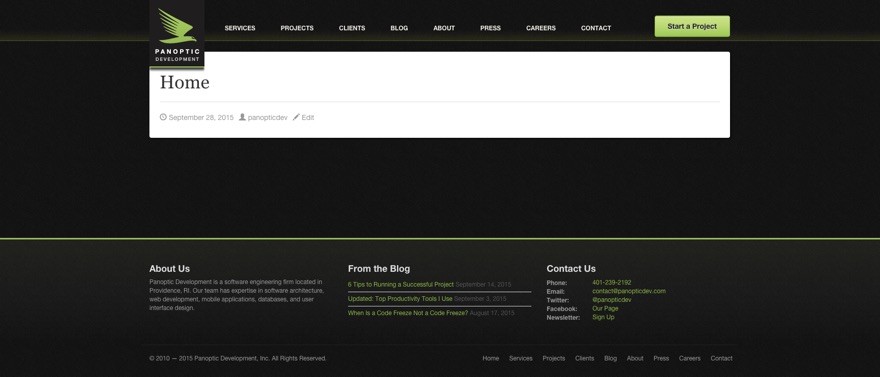 PANOPTIC
DEVELOPMENT
SERVICES PROJECTS CLIENTS BLOG ABOUT PRESS CAREERS CONTACT
Start a Project
Home
September 28, 2015 panopticdev Edit
About Us
Panoptic Development is a software engineering firm located in
Providence, RI. Our team has expertise in software architecture,
web development, mobile applications, databases, and user
interface design.
From the Blog
6 Tips to Running a Successful Project September 14, 2015
Updated: Top Productivity Tools I Use September 3, 2015
When Is a Code Freeze Not a Code Freeze? August 17, 2015
Contact Us
Phone: 401-239-2192
Email: contact@panopticdev.com
Twitter: @panopticdev
Facebook: Our Page
Newsletter: Sign Up
© 2010 — 2015 Panoptic Development, Inc. All Rights Reserved.
Home Services Projects Clients Blog About Press Careers Contact